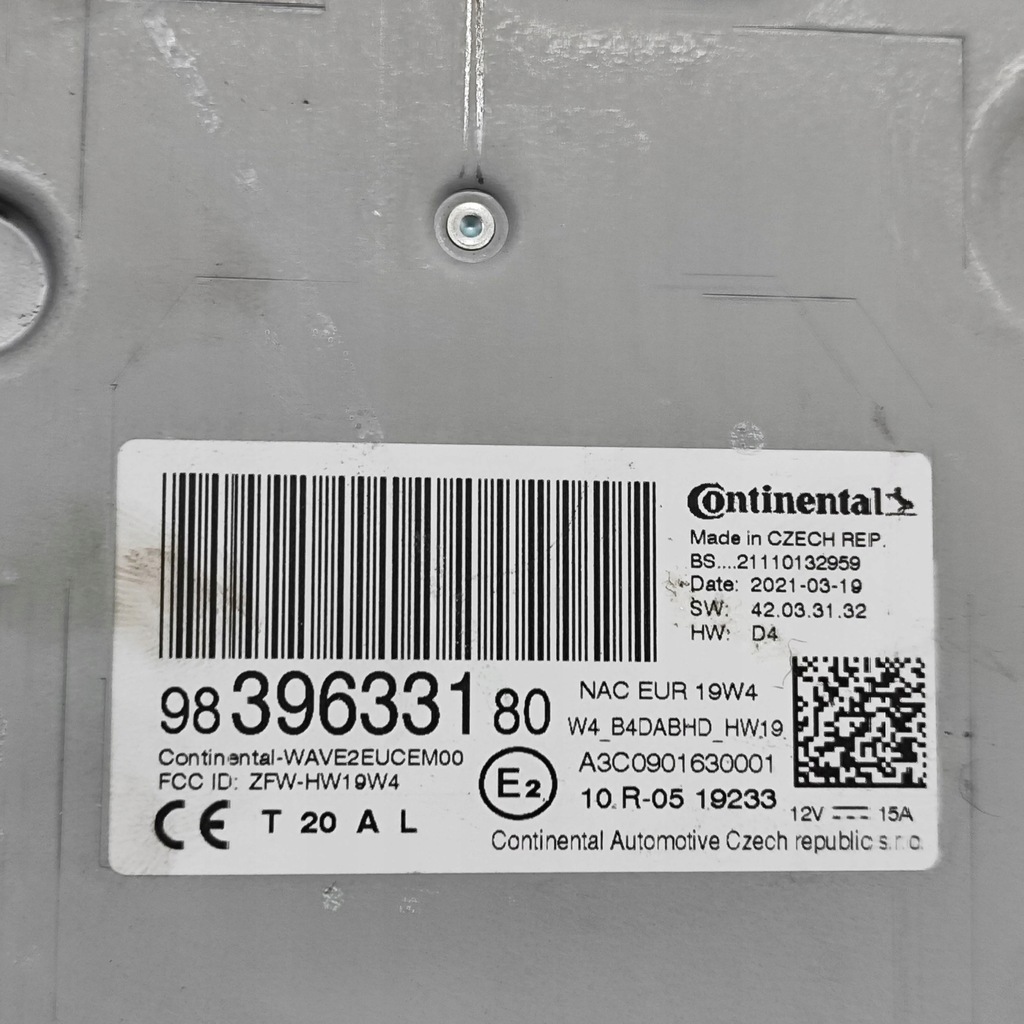 Continental
Made in CZECH REP.
BS....21110132959
Date: 2021-03-19
SW: 42.03.31.32
HW: D4
98 396331 80
NAC EUR 19W4
W4_B4DABHD_HW19
Continental-WAVE2EUCEM00
FCC ID: ZFW-HW19W4
E2
A3C0901630001
10 R-05 19233
CE T 20 A L
12V 15A
Continental Automotive Czech republic s.r.o.